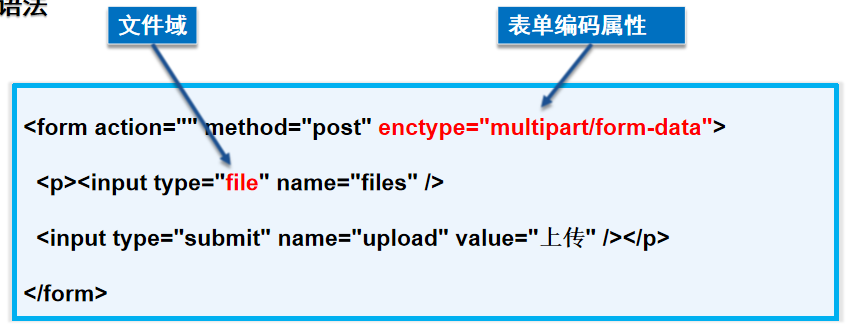 语法
文件域
表单编码属性
<form action="" method="post" enctype="multipart/form-data">
<p><input type="file" name="files" />
<input type="submit" name="upload" value="上传" /></p>
</form>